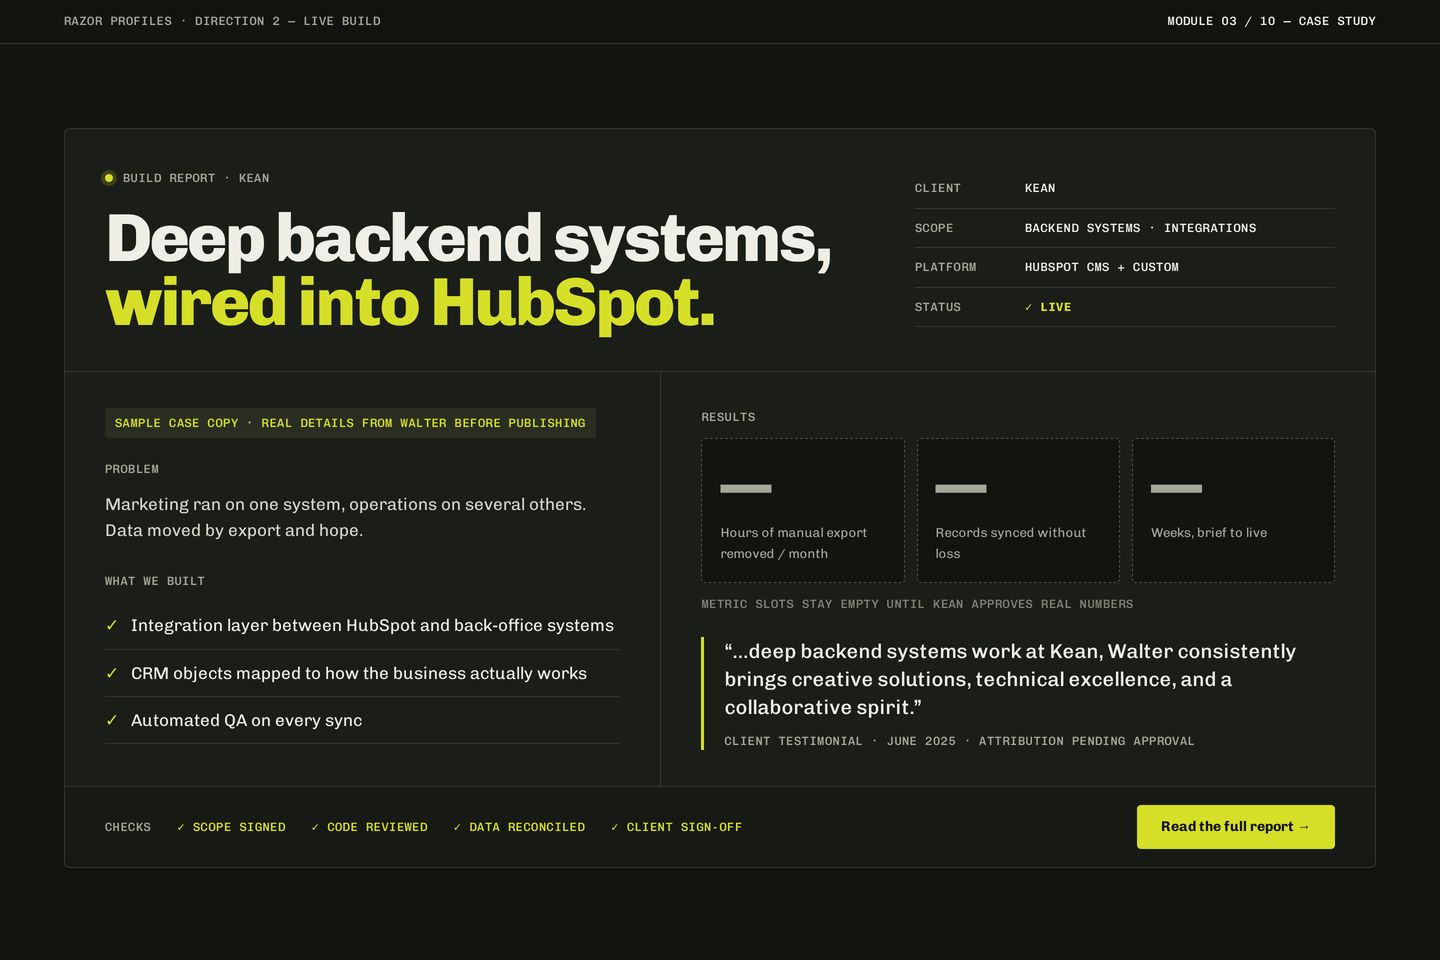 RAZOR PROFILES · DIRECTION 2 — LIVE BUILD
MODULE 03 / 10 — CASE STUDY
BUILD REPORT · KEAN
Deep backend systems,
wired into HubSpot.
CLIENT KEAN
SCOPE BACKEND SYSTEMS · INTEGRATIONS
PLATFORM HUBSPOT CMS + CUSTOM
STATUS ✓ LIVE
SAMPLE CASE COPY · REAL DETAILS FROM WALTER BEFORE PUBLISHING
PROBLEM
Marketing ran on one system, operations on several others.
Data moved by export and hope.
WHAT WE BUILT
✓ Integration layer between HubSpot and back-office systems
✓ CRM objects mapped to how the business actually works
✓ Automated QA on every sync
RESULTS
—
Hours of manual export
removed / month
—
Records synced without
loss
—
Weeks, brief to live
METRIC SLOTS STAY EMPTY UNTIL KEAN APPROVES REAL NUMBERS
“…deep backend systems work at Kean, Walter consistently
brings creative solutions, technical excellence, and a
collaborative spirit.”
CLIENT TESTIMONIAL · JUNE 2025 · ATTRIBUTION PENDING APPROVAL
CHECKS ✓ SCOPE SIGNED ✓ CODE REVIEWED ✓ DATA RECONCILED ✓ CLIENT SIGN-OFF
Read the full report →